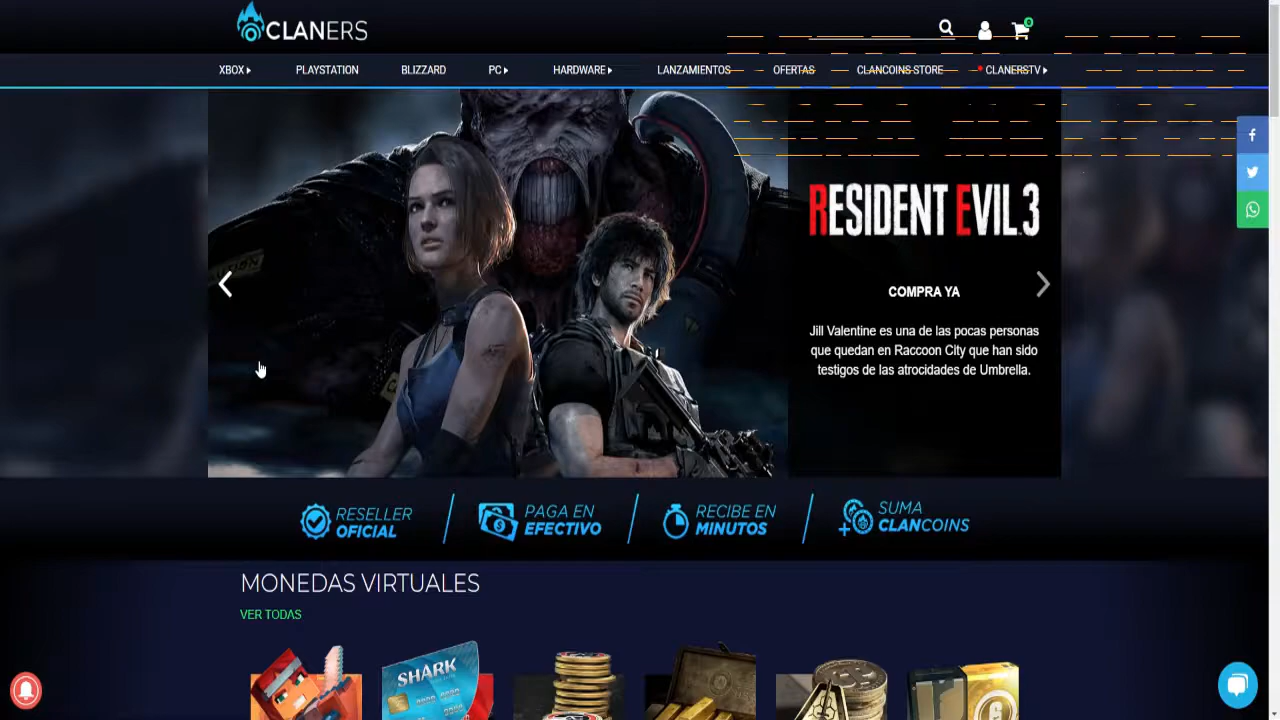 CLANERS
0
XBOX PLAYSTATION BLIZZARD PC HARDWARE LANZAMIENTOS OFERTAS CLANCOINS STORE CLANERSTV
RESIDENT EVIL 3
COMPRA YA
Jill Valentine es una de las pocas personas
que quedan en Raccoon City que han sido
testigos de las atrocidades de Umbrella.
RESELLER
OFICIAL
PAGA EN
EFECTIVO
RECIBE EN
MINUTOS
SUMA
CLANCOINS
MONEDAS VIRTUALES
VER TODAS
SHARK